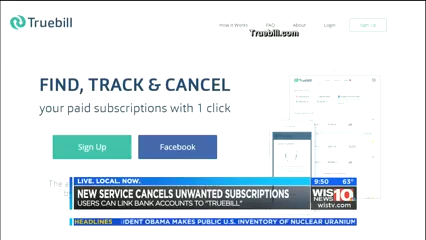 Truebill
How it Works FAQ About Login Sign Up
Truebill.com
FIND, TRACK & CANCEL
your paid subscriptions with 1 click
Sign Up Facebook
The a
LIVE. LOCAL. NOW. 9:50 63°
NEW SERVICE CANCELS UNWANTED SUBSCRIPTIONS
USERS CAN LINK BANK ACCOUNTS TO "TRUEBILL"
WIS 10
NEWS
wistv.com
HEADLINES IDENT OBAMA MAKES PUBLIC U.S. INVENTORY OF NUCLEAR URANIUM